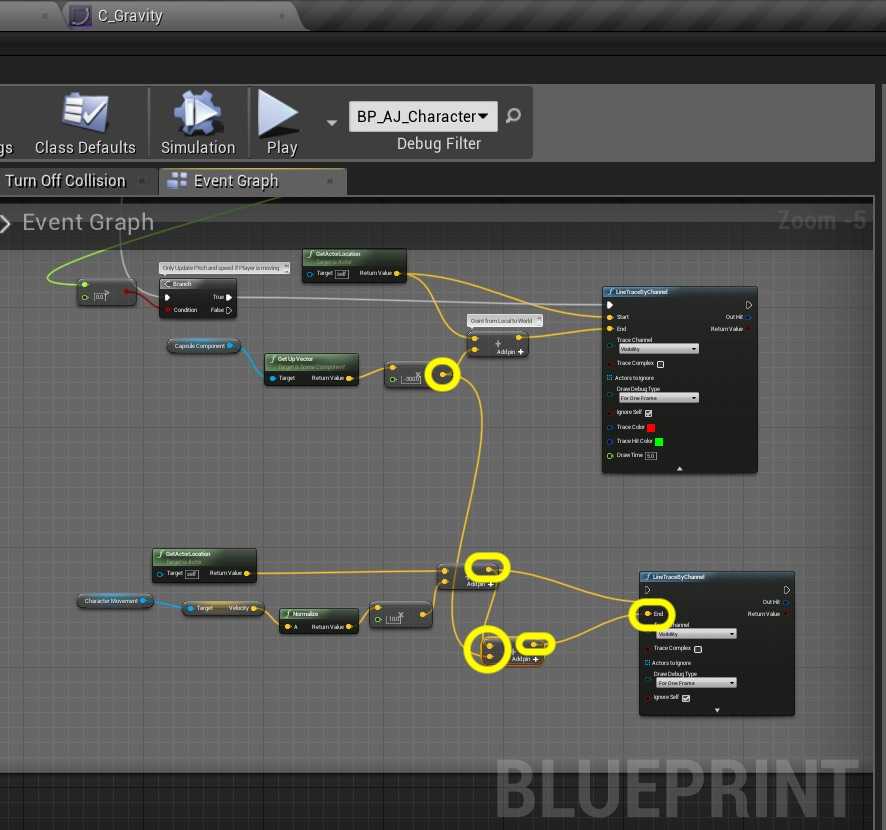 C_Gravity
gs
Class Defaults
Simulation
Play
BP_AJ_Character
Debug Filter
Turn Off Collision
Event Graph
Event Graph
Zoom -5
GetActorLocation
Target is Actor
Target self
Return Value
Only Update Pitch and speed if Player is moving
Branch
True
Condition
False
0.0
>
LineTraceByChannel
Start
Out Hit
End
Return Value
Trace Channel
Visibility
Trace Complex
Actors to Ignore
Draw Debug Type
For One Frame
Ignore Self
Trace Color
Trace Hit Color
Draw Time 5.0
Point from Local to World
+
Add pin +
Capsule Component
Get Up Vector
Target is Scene Component
Target
Return Value
X
GetActorLocation
Target is Actor
Target self
Return Value
Add pin +
Character Movement
Target
Velocity
Normalize
A
Return Value
X
10.0
Add pin +
LineTraceByChannel
Out Hit
End
Return Value
Channel
Visibility
Trace Complex
Actors to Ignore
Draw Debug Type
For One Frame
Ignore Self
BLUEPRINT